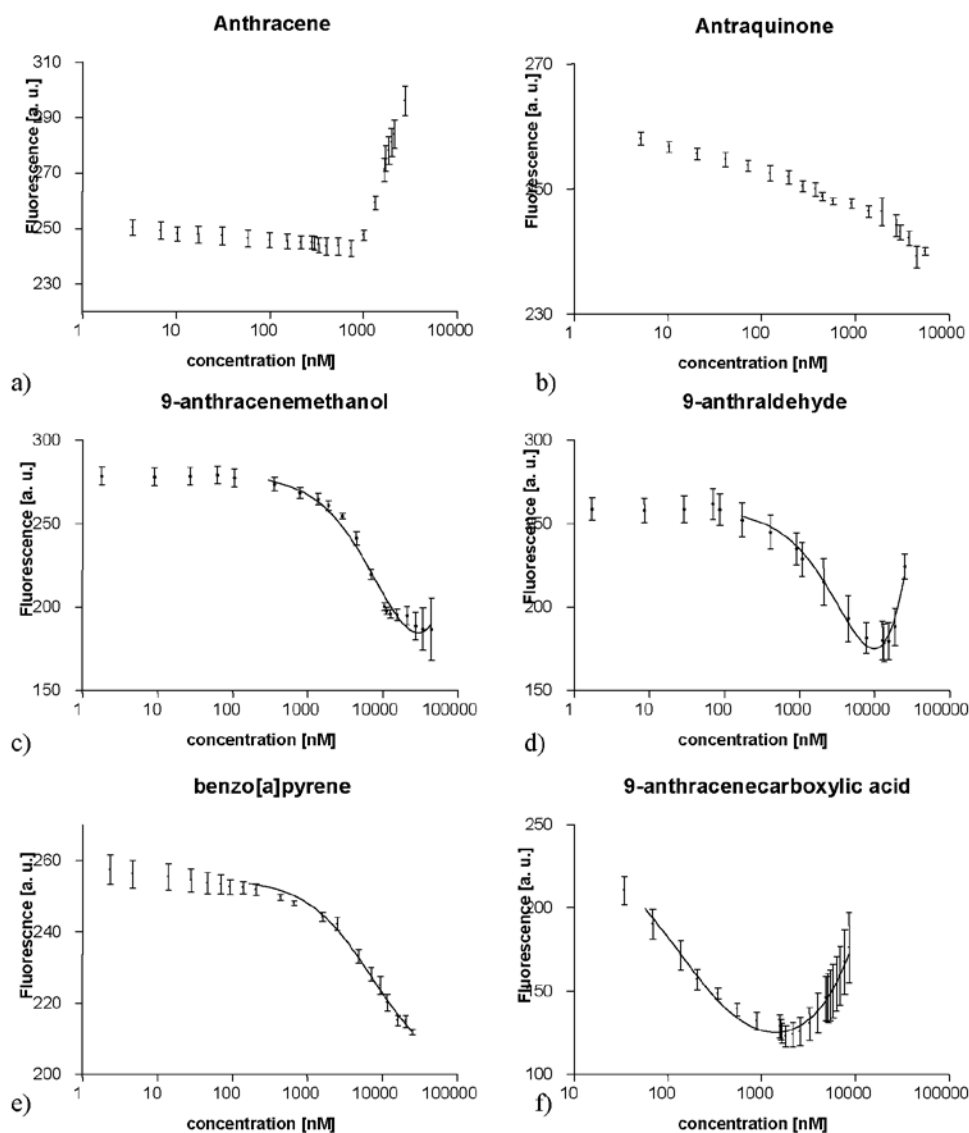 Anthracene
Fluorescence [a. u.]
310
290
270
250
230
1 10 100 1000 10000
concentration [nM]
a)
Antraquinone
Fluorescence [a. u.]
270
250
230
1 10 100 1000 10000
concentration [nM]
b)
9-anthracenemethanol
Fluorescence [a. u.]
300
250
200
150
1 10 100 1000 10000 100000
concentration [nM]
c)
9-anthraldehyde
Fluorescence [a. u.]
300
250
200
150
1 10 100 1000 10000 100000
concentration [nM]
d)
benzo[a]pyrene
Fluorescnce [a. u.]
260
240
220
200
1 10 100 1000 10000 100000
concentration [nM]
e)
9-anthracenecarboxylic acid
Fluorescence [a. u.]
250
200
150
100
10 100 1000 10000 100000
concentration [nM]
f)